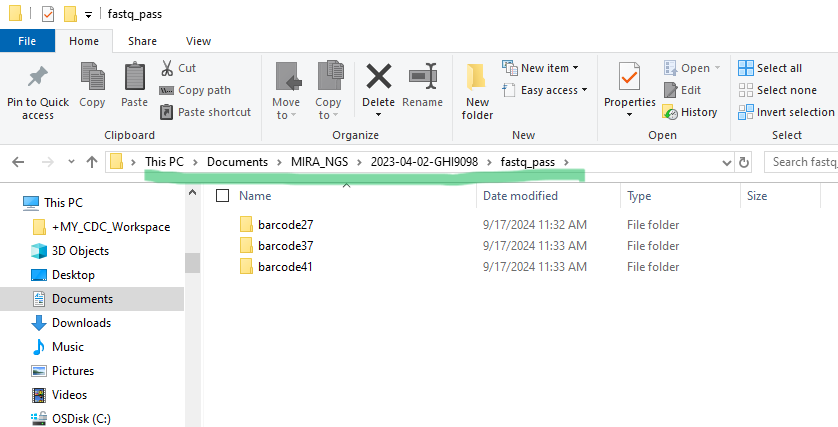 fastq_pass
File Home Share View
Pin to Quick access
Copy
Paste
Cut
Copy path
Paste shortcut
Clipboard
Move to
Copy to
Delete
Rename
Organize
New folder
New item
Easy access
New
Properties
Open
Edit
History
Open
Select all
Select none
Invert selection
Select
This PC > Documents > MIRA_NGS > 2023-04-02-GHI9098 > fastq_pass >
Search fastq_
This PC
+MY_CDC_Workspace
3D Objects
Desktop
Documents
Downloads
Music
Pictures
Videos
OSDisk (C:)
Name Date modified Type Size
barcode27 9/17/2024 11:32 AM File folder
barcode37 9/17/2024 11:33 AM File folder
barcode41 9/17/2024 11:33 AM File folder